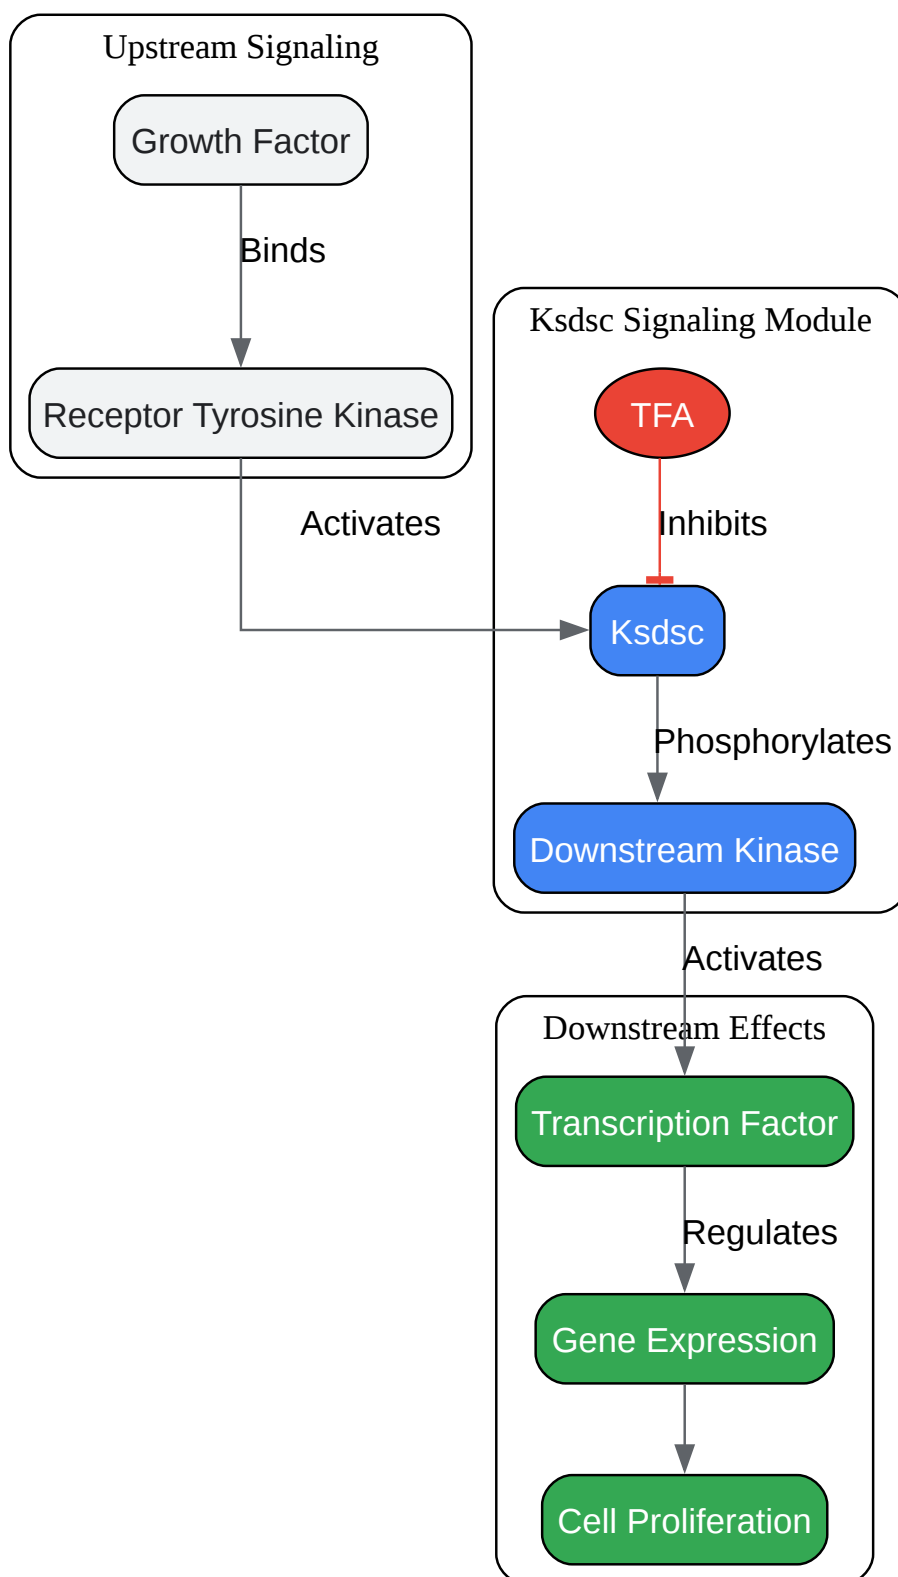 Upstream Signaling
Growth Factor
Binds
Receptor Tyrosine Kinase
Activates
Ksdsc Signaling Module
TFA
Inhibits
Ksdsc
Phosphorylates
Downstream Kinase
Activates
Downstream Effects
Transcription Factor
Regulates
Gene Expression
Cell Proliferation